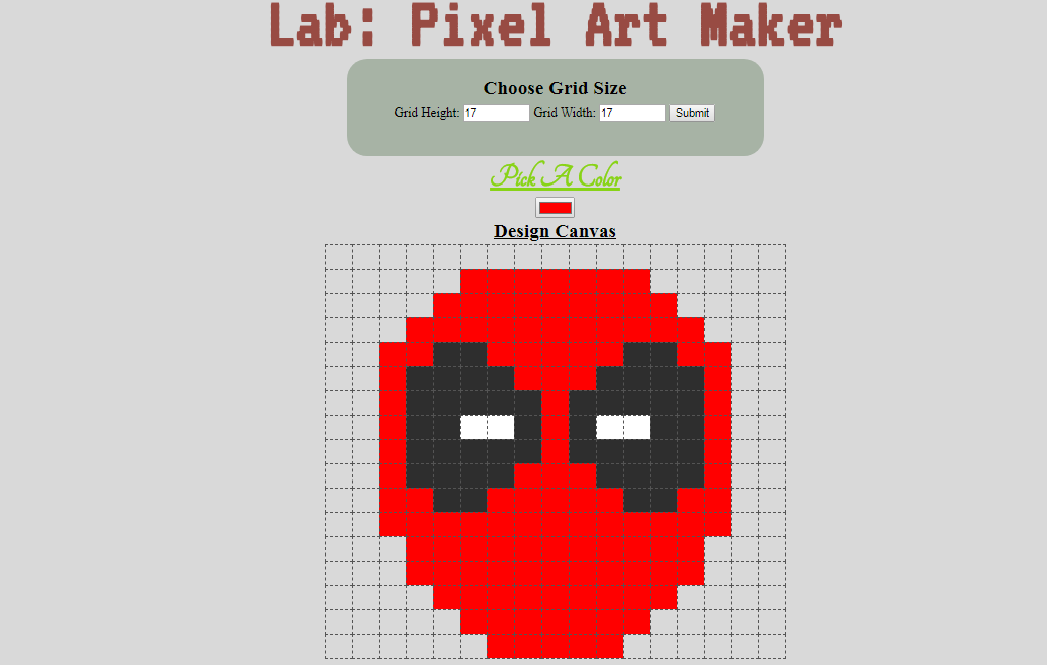 Lab: Pixel Art Maker
Choose Grid Size
Grid Height: 17 Grid Width: 17 Submit
Pick A Color
Design Canvas